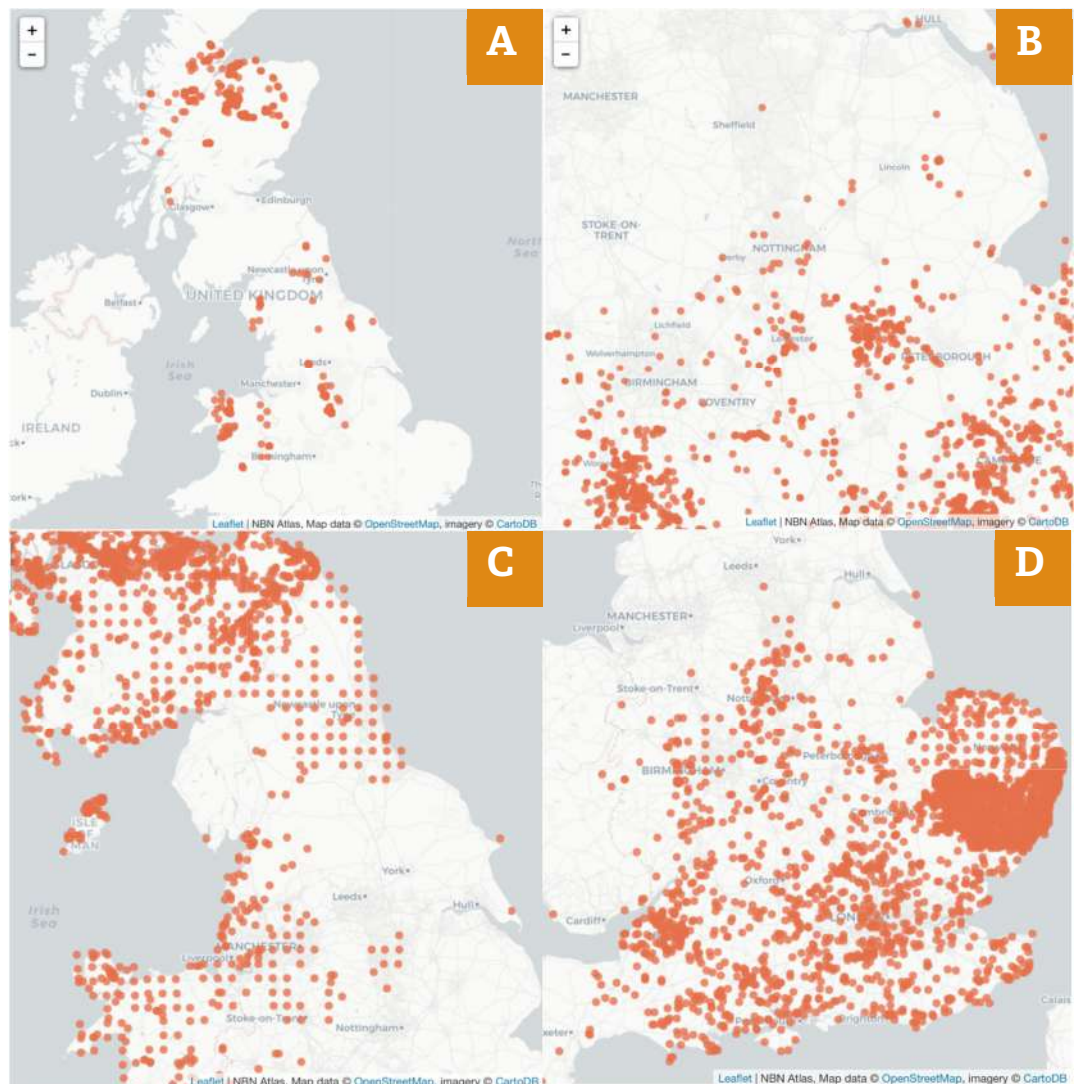 +
−
A
Glasgow
Edinburgh
North
Sea
Newcastle upon
Tyne
UNITED KINGDOM
Belfast
Irish
Sea
Leeds
Dublin
Manchester
IRELAND
Birmingham
Leaflet | NBN Atlas, Map data © OpenStreetMap, imagery © CartoDB
+
−
B
HULL
MANCHESTER
Sheffield
Lincoln
STOKE-ON-
TRENT
NOTTINGHAM
Derby
Lichfield
Leicester
Wolverhampton
PETERBOROUGH
BIRMINGHAM
COVENTRY
CAMBRIDGE
Leaflet | NBN Atlas, Map data © OpenStreetMap, imagery © CartoDB
C
GLASGOW
Newcastle upon
Tyne
ISLE
OF
MAN
York
Leeds
Hull
Irish
Sea
MANCHESTER
Liverpool
Stoke-on-Trent
Nottingham
Leaflet | NBN Atlas, Map data © OpenStreetMap, imagery © CartoDB
D
York
Leeds
Hull
MANCHESTER
Liverpool
Stoke-on-Trent
Peterborough
BIRMINGHAM
Coventry
Oxford
LONDON
Cardiff
Brighton
Calais
Leaflet | NBN Atlas, Map data © OpenStreetMap, imagery © CartoDB